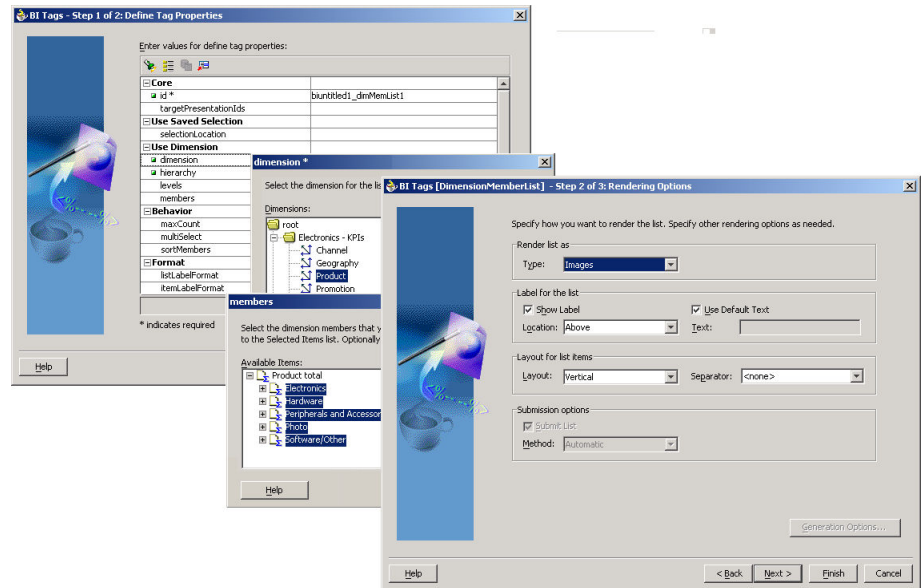 BI Tags - Step 1 of 2: Define Tag Properties
Enter values for define tag properties:
Core
id * biuntitled1_dimMemList1
targetPresentationIds
Use Saved Selection
selectionLocation
Use Dimension
dimension
hierarchy
levels
members
Behavior
maxCount
multiSelect
sortMembers
Format
listLabelFormat
itemLabelFormat
* indicates required
Help
dimension *
Select the dimension for the lis
Dimensions:
root
Electronics - KPIs
Channel
Geography
Product
Promotion
members
Select the dimension members that y
to the Selected Items list. Optionally
Available Items:
Product total
Electronics
Hardware
Peripherals and Accessor
Photo
Software/Other
Help
BI Tags [DimensionMemberList] - Step 2 of 3: Rendering Options
Specify how you want to render the list. Specify other rendering options as needed.
Render list as
Type: Images
Label for the list
Show Label Use Default Text
Location: Above Text:
Layout for list items
Layout: Vertical Separator: <none>
Submission options
Submit List
Method: Automatic
Generation Options...
Help < Back Next > Finish Cancel